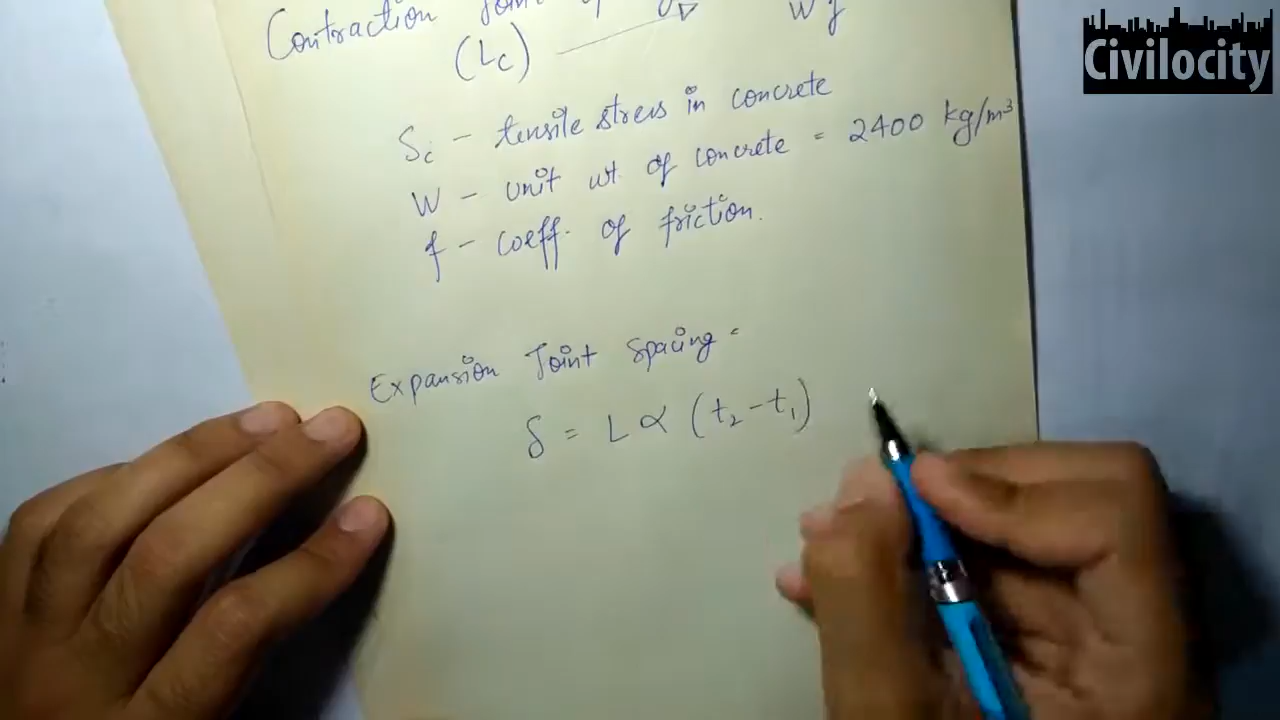 Civilocity
Contraction Joint
(Lc)
W f
Sc - tensile stress in concrete
W - unit wt. of concrete = 2400 kg/m³
f - coeff. of friction.
Expansion Joint Spacing =
δ = L α (t₂ - t₁)